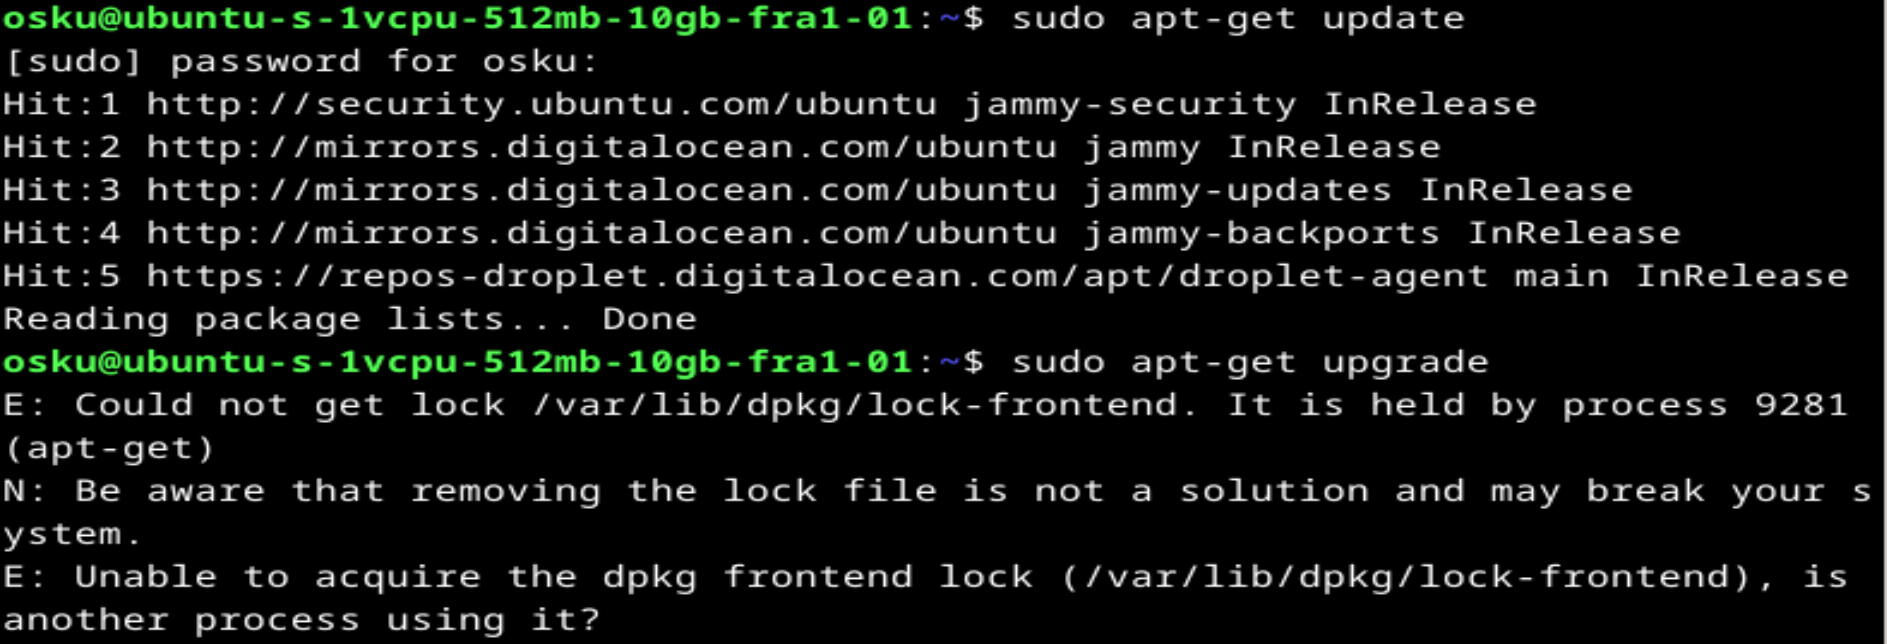 osku@ubuntu-s-1vcpu-512mb-10gb-fra1-01:~$ sudo apt-get update
[sudo] password for osku:
Hit:1 http://security.ubuntu.com/ubuntu jammy-security InRelease
Hit:2 http://mirrors.digitalocean.com/ubuntu jammy InRelease
Hit:3 http://mirrors.digitalocean.com/ubuntu jammy-updates InRelease
Hit:4 http://mirrors.digitalocean.com/ubuntu jammy-backports InRelease
Hit:5 https://repos-droplet.digitalocean.com/apt/droplet-agent main InRelease
Reading package lists... Done
osku@ubuntu-s-1vcpu-512mb-10gb-fra1-01:~$ sudo apt-get upgrade
E: Could not get lock /var/lib/dpkg/lock-frontend. It is held by process 9281
(apt-get)
N: Be aware that removing the lock file is not a solution and may break your s
ystem.
E: Unable to acquire the dpkg frontend lock (/var/lib/dpkg/lock-frontend), is
another process using it?